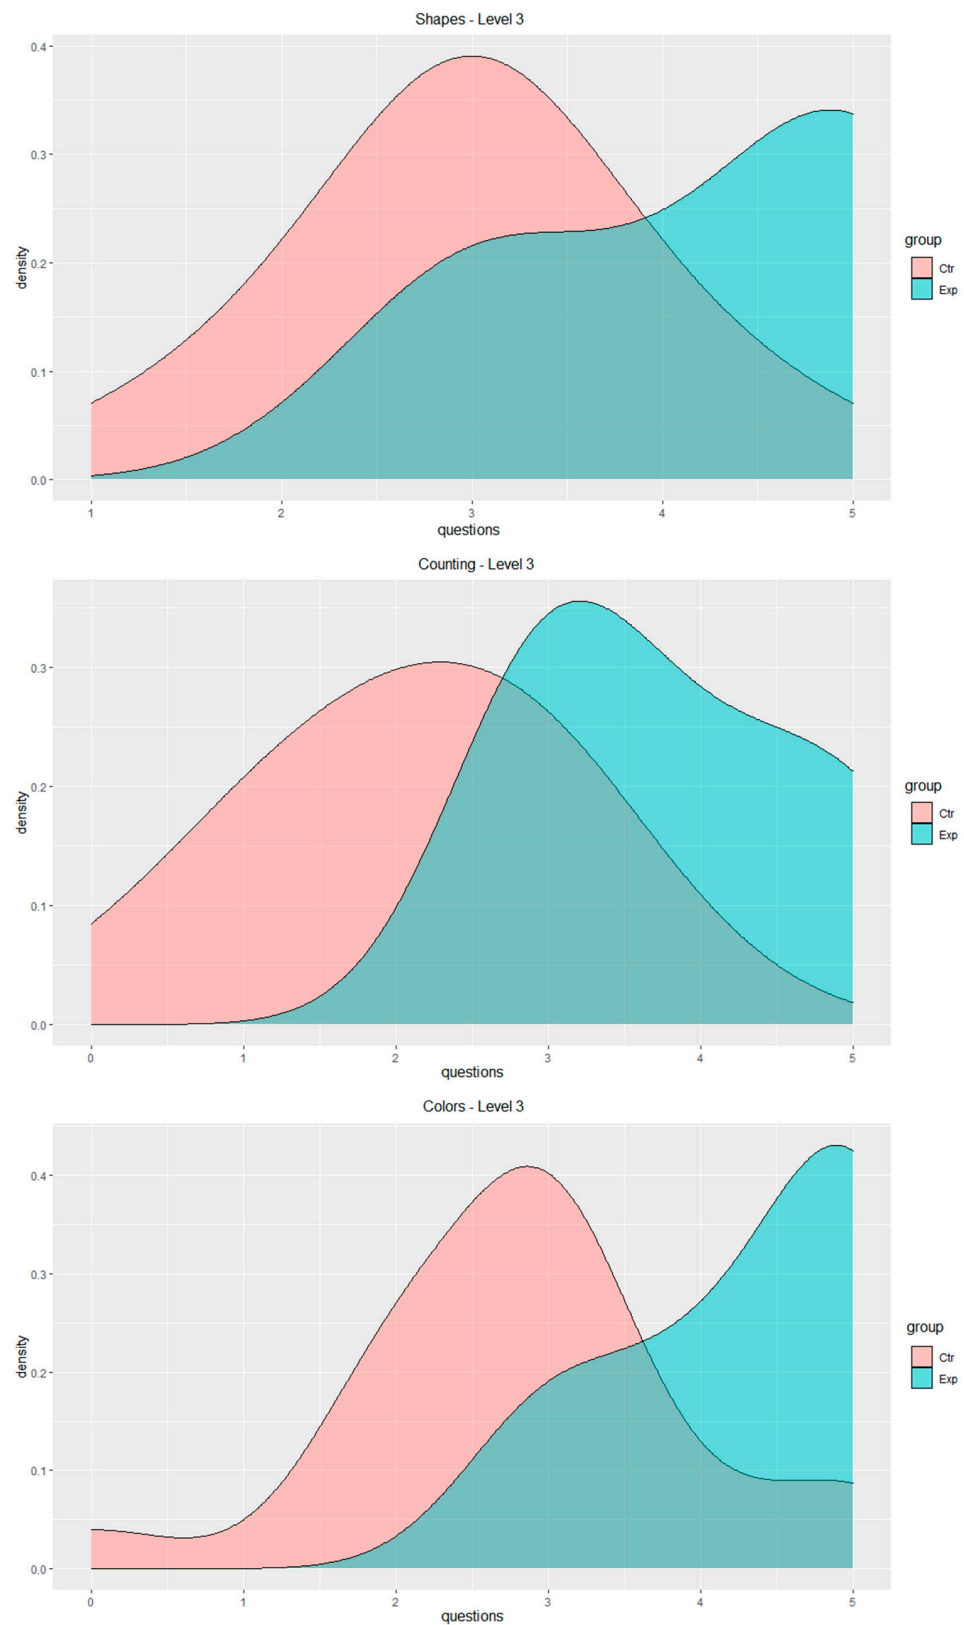 Shapes - Level 3
0.4
0.3
0.2
0.1
0.0
density
1 2 3 4 5
questions
group
Ctr
Exp
Counting - Level 3
0.3
0.2
0.1
0.0
density
0 1 2 3 4 5
questions
group
Ctr
Exp
Colors - Level 3
0.4
0.3
0.2
0.1
0.0
density
0 1 2 3 4 5
questions
group
Ctr
Exp